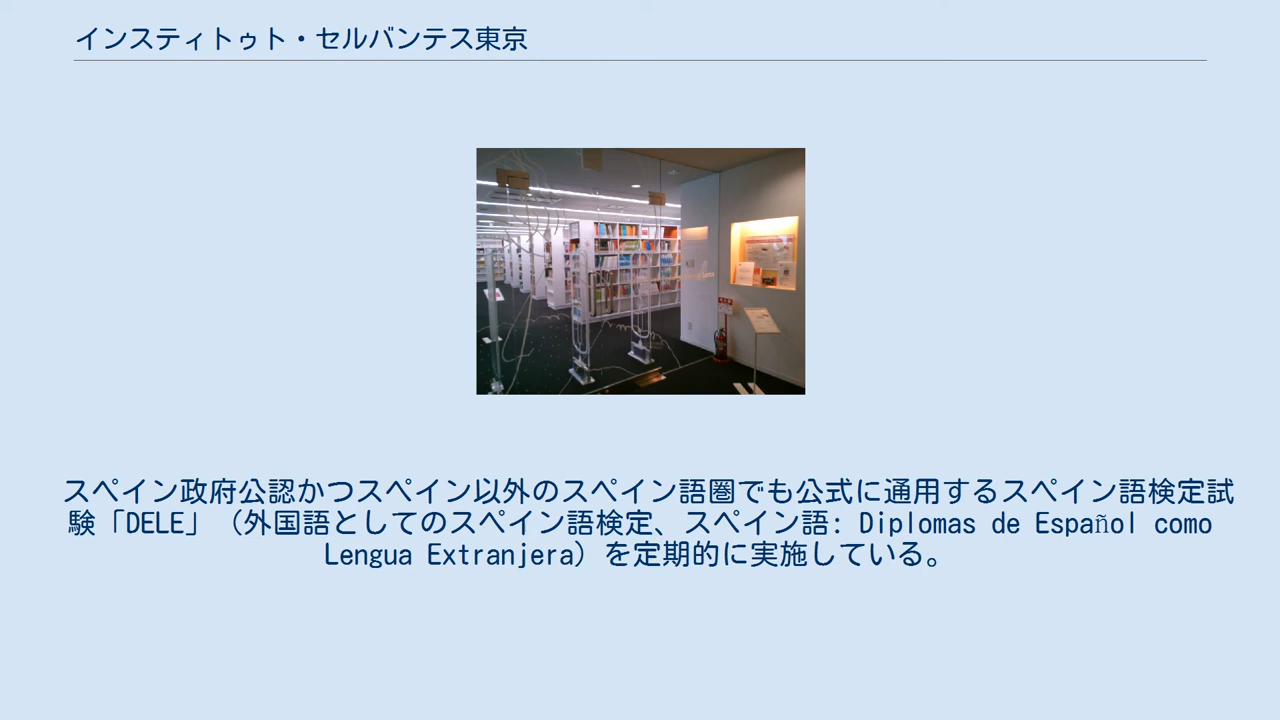 インスティトゥト・セルバンテス東京
スペイン政府公認かつスペイン以外のスペイン語圏でも公式に通用するスペイン語検定試
験「DELE」（外国語としてのスペイン語検定、スペイン語: Diplomas de Español como
Lengua Extranjera）を定期的に実施している。